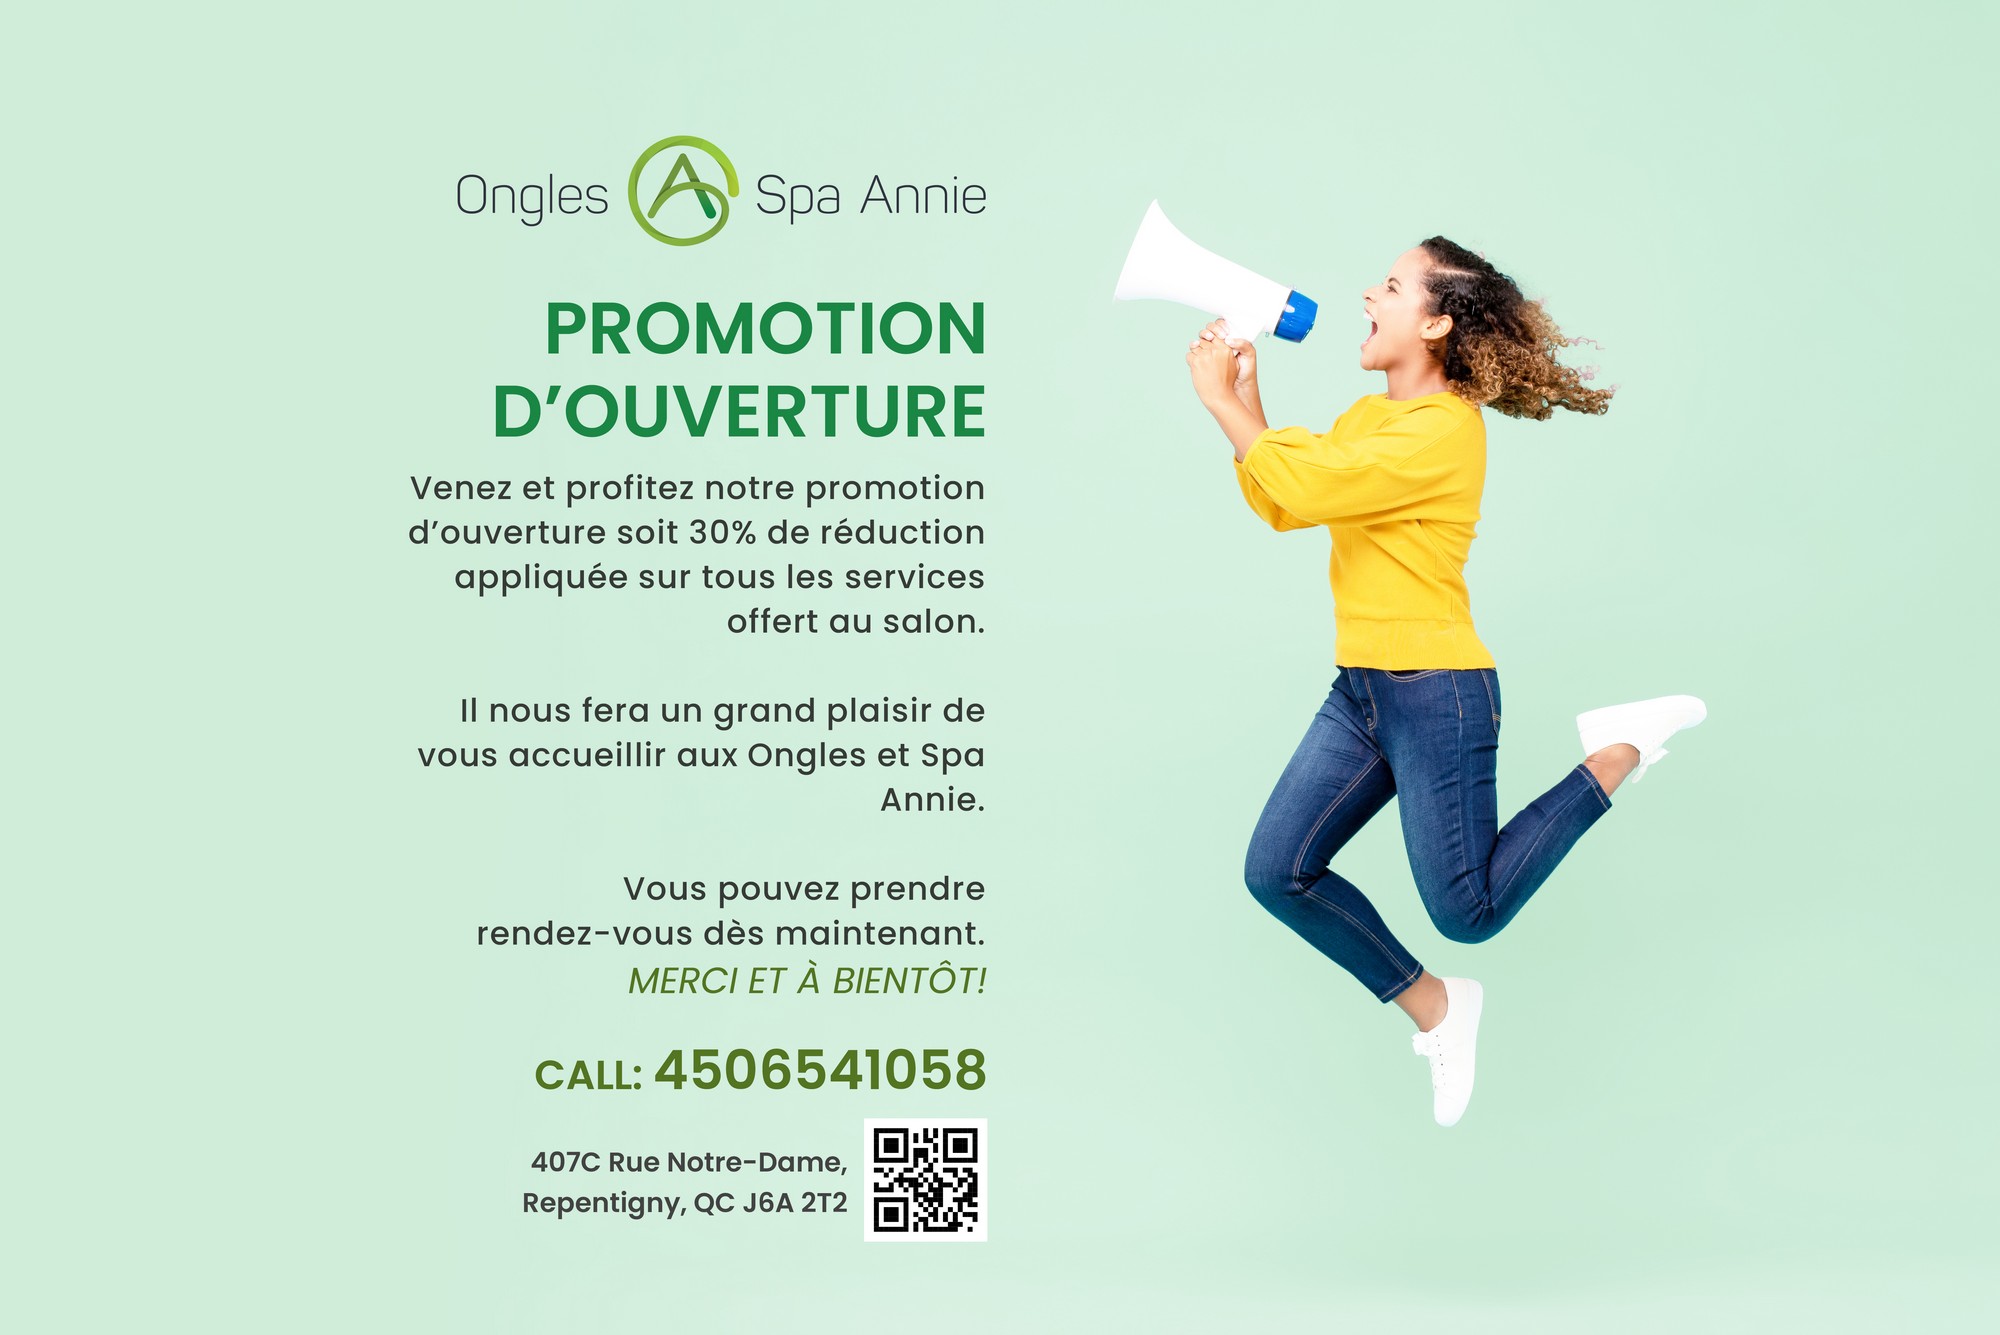 Ongles Spa Annie
PROMOTION
D’OUVERTURE
Venez et profitez notre promotion
d’ouverture soit 30% de réduction
appliquée sur tous les services
offert au salon.
Il nous fera un grand plaisir de
vous accueillir aux Ongles et Spa
Annie.
Vous pouvez prendre
rendez-vous dès maintenant.
MERCI ET À BIENTÔT!
CALL: 4506541058
407C Rue Notre-Dame,
Repentigny, QC J6A 2T2